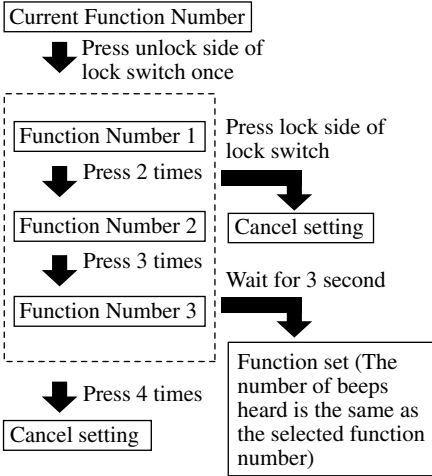 Current Function Number
Press unlock side of
lock switch once
Function Number 1
Press 2 times
Press lock side of
lock switch
Function Number 2
Cancel setting
Press 3 times
Wait for 3 second
Function Number 3
Function set (The
number of beeps
heard is the same as
the selected function
number)
Press 4 times
Cancel setting